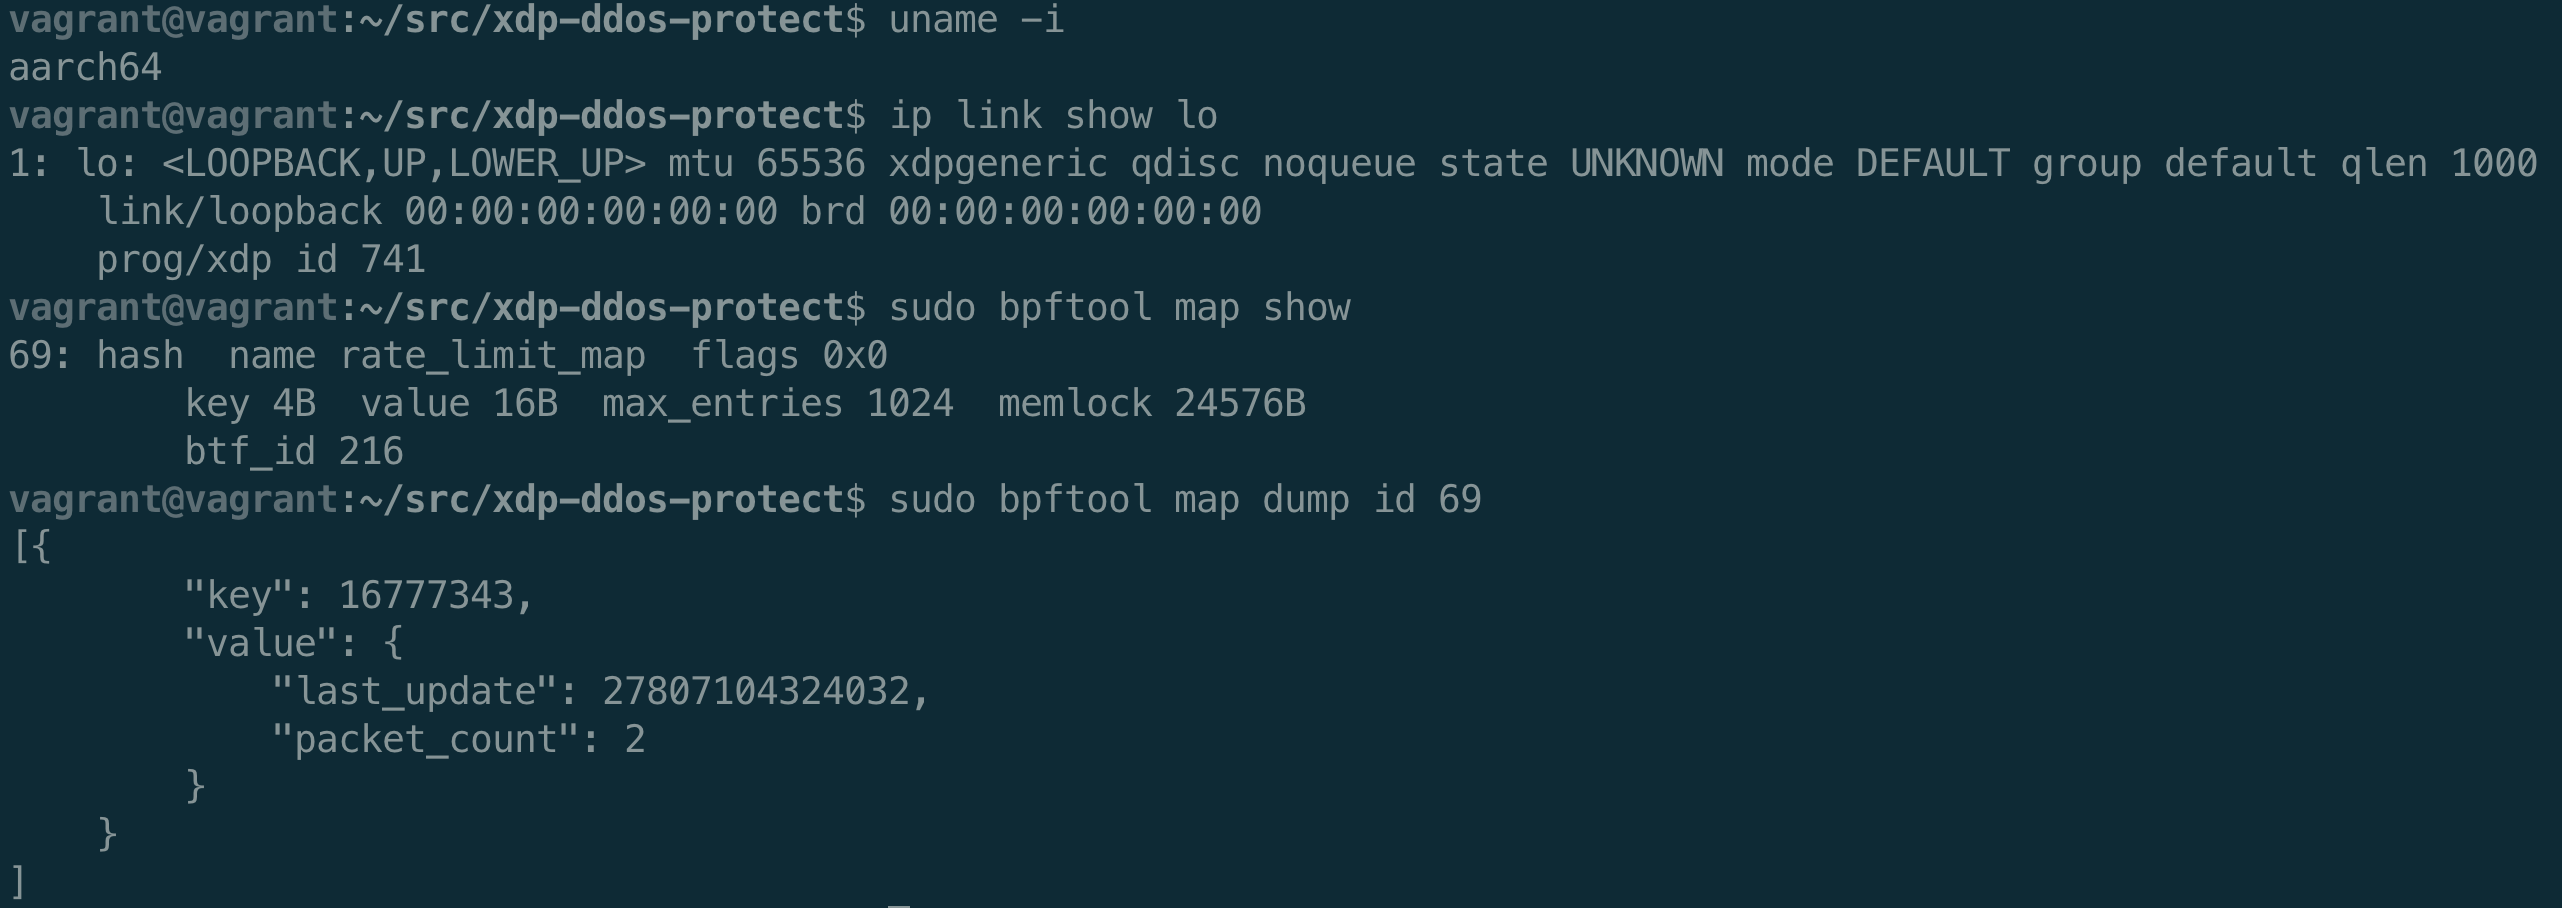 vagrant@vagrant:~/src/xdp-ddos-protect$ uname -i
aarch64
vagrant@vagrant:~/src/xdp-ddos-protect$ ip link show lo
1: lo: <LOOPBACK,UP,LOWER_UP> mtu 65536 xdpgeneric qdisc noqueue state UNKNOWN mode DEFAULT group default qlen 1000
    link/loopback 00:00:00:00:00:00 brd 00:00:00:00:00:00
    prog/xdp id 741
vagrant@vagrant:~/src/xdp-ddos-protect$ sudo bpftool map show
69: hash  name rate_limit_map  flags 0x0
        key 4B  value 16B  max_entries 1024  memlock 24576B
        btf_id 216
vagrant@vagrant:~/src/xdp-ddos-protect$ sudo bpftool map dump id 69
[{
        "key": 16777343,
        "value": {
            "last_update": 27807104324032,
            "packet_count": 2
        }
    }
]